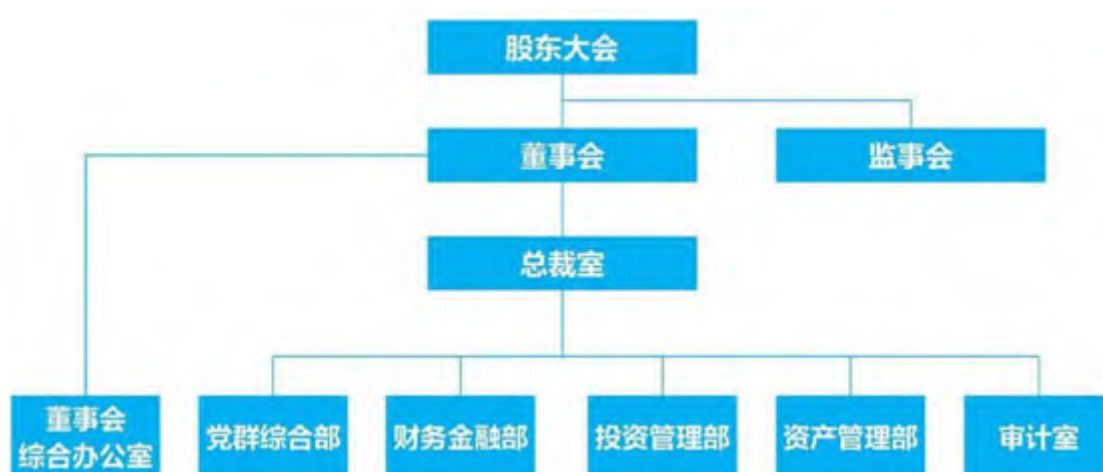 股东大会
董事会
监事会
总裁室
董事会
综合办公室
党群综合部
财务金融部
投资管理部
资产管理部
审计室